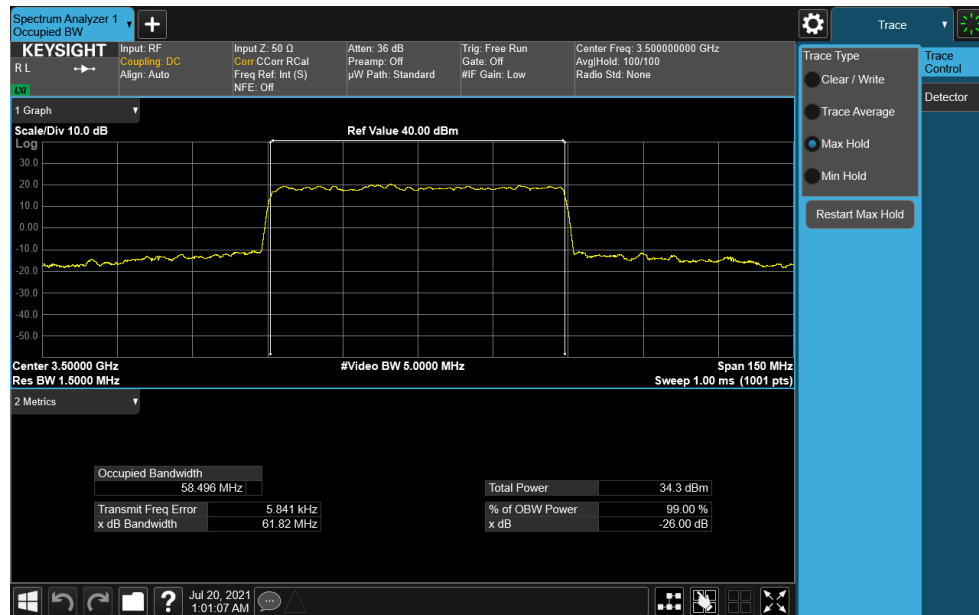 Spectrum Analyzer 1
Occupied BW
Trace
KEYSIGHT
R L
LXI
Input: RF
Coupling: DC
Align: Auto
Input Z: 50 Ω
Corr CCorr RCal
Freq Ref: Int (S)
NFE: Off
Atten: 36 dB
Preamp: Off
µW Path: Standard
Trig: Free Run
Gate: Off
#IF Gain: Low
Center Freq: 3.500000000 GHz
Avg|Hold: 100/100
Radio Std: None
Trace Type
Clear / Write
Trace Average
Max Hold
Min Hold
Restart Max Hold
Trace
Control
Detector
1 Graph
Scale/Div 10.0 dB
Ref Value 40.00 dBm
Log
30.0
20.0
10.0
0.00
-10.0
-20.0
-30.0
-40.0
-50.0
Center 3.50000 GHz
#Video BW 5.0000 MHz
Span 150 MHz
Res BW 1.5000 MHz
Sweep 1.00 ms (1001 pts)
2 Metrics
Occupied Bandwidth
58.496 MHz
Total Power 34.3 dBm
Transmit Freq Error 5.841 kHz
% of OBW Power 99.00 %
x dB Bandwidth 61.82 MHz
x dB -26.00 dB
Jul 20, 2021
1:01:07 AM